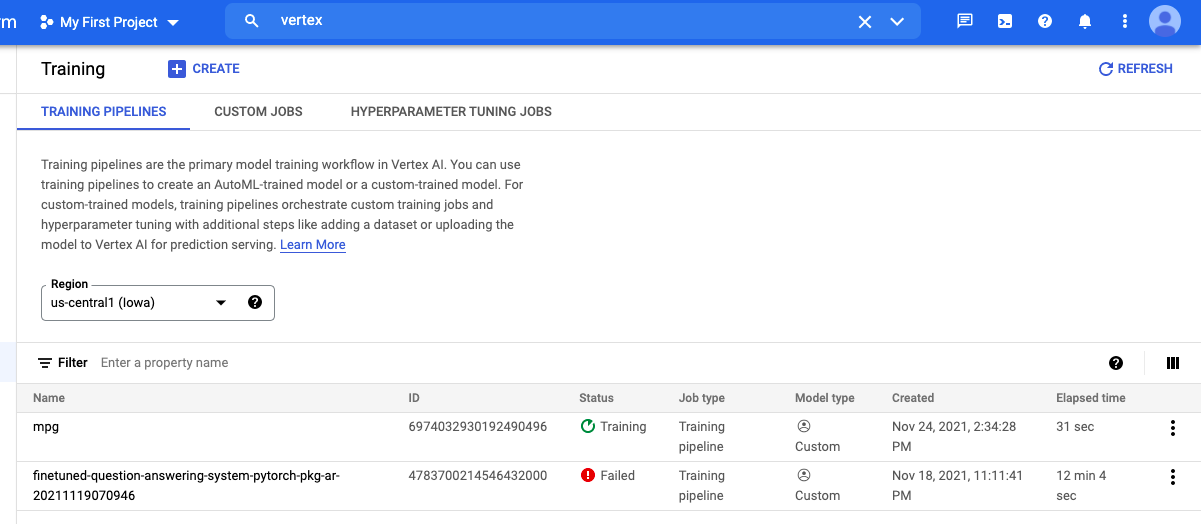 rm My First Project vertex
Training CREATE REFRESH
TRAINING PIPELINES CUSTOM JOBS HYPERPARAMETER TUNING JOBS
Training pipelines are the primary model training workflow in Vertex AI. You can use
training pipelines to create an AutoML-trained model or a custom-trained model. For
custom-trained models, training pipelines orchestrate custom training jobs and
hyperparameter tuning with additional steps like adding a dataset or uploading the
model to Vertex AI for prediction serving. Learn More
Region
us-central1 (Iowa)
Filter Enter a property name
Name ID Status Job type Model type Created Elapsed time
mpg 6974032930192490496 Training Training Nov 24, 2021, 2:34:28 31 sec
pipeline Custom PM
finetuned-question-answering-system-pytorch-pkg-ar- 4783700214546432000 Failed Training Nov 18, 2021, 11:11:41 12 min 4
20211119070946 pipeline Custom PM sec